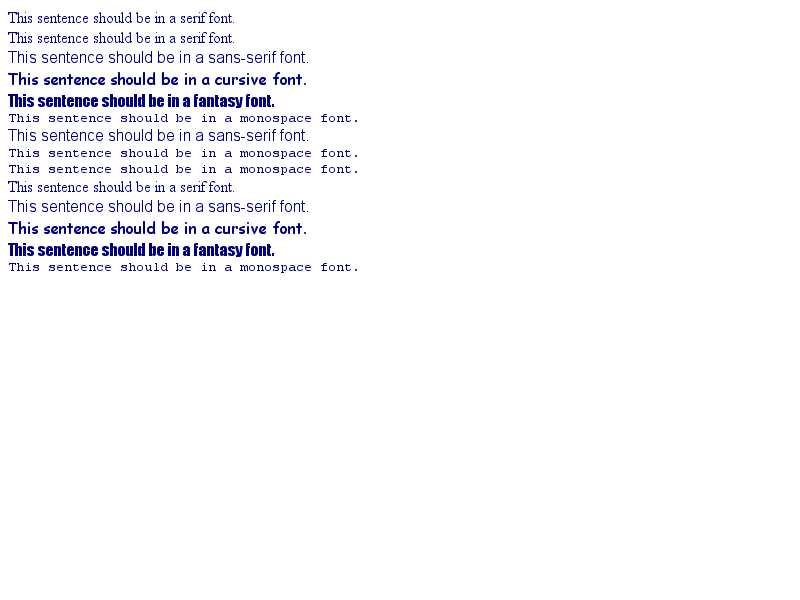 This sentence should be in a serif font.
This sentence should be in a serif font.
This sentence should be in a sans-serif font.
This sentence should be in a cursive font.
This sentence should be in a fantasy font.
This sentence should be in a monospace font.
This sentence should be in a sans-serif font.
This sentence should be in a monospace font.
This sentence should be in a monospace font.
This sentence should be in a serif font.
This sentence should be in a sans-serif font.
This sentence should be in a cursive font.
This sentence should be in a fantasy font.
This sentence should be in a monospace font.